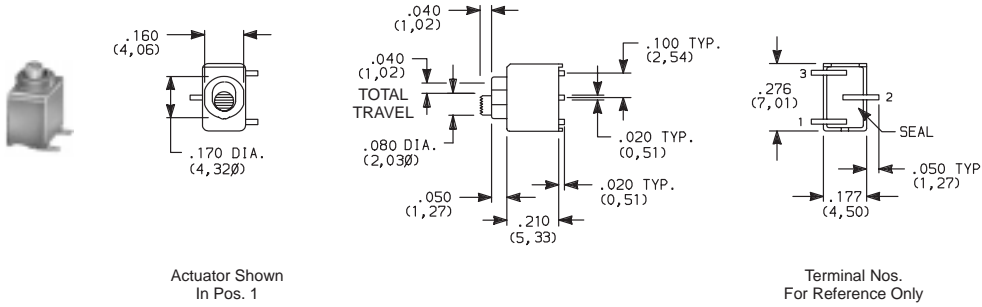 .160
(4,06)
.170 DIA.
(4,32Ø)
Actuator Shown
In Pos. 1
.040
(1,02)
.040
(1,02)
TOTAL
TRAVEL
.080 DIA.
(2,03Ø)
.050
(1,27)
.210
(5,33)
.100 TYP.
(2,54)
.020 TYP.
(0,51)
.020 TYP.
(0,51)
.276
(7,01)
3
1
2
SEAL
.050 TYP
(1,27)
.177
(4,50)
Terminal Nos.
For Reference Only